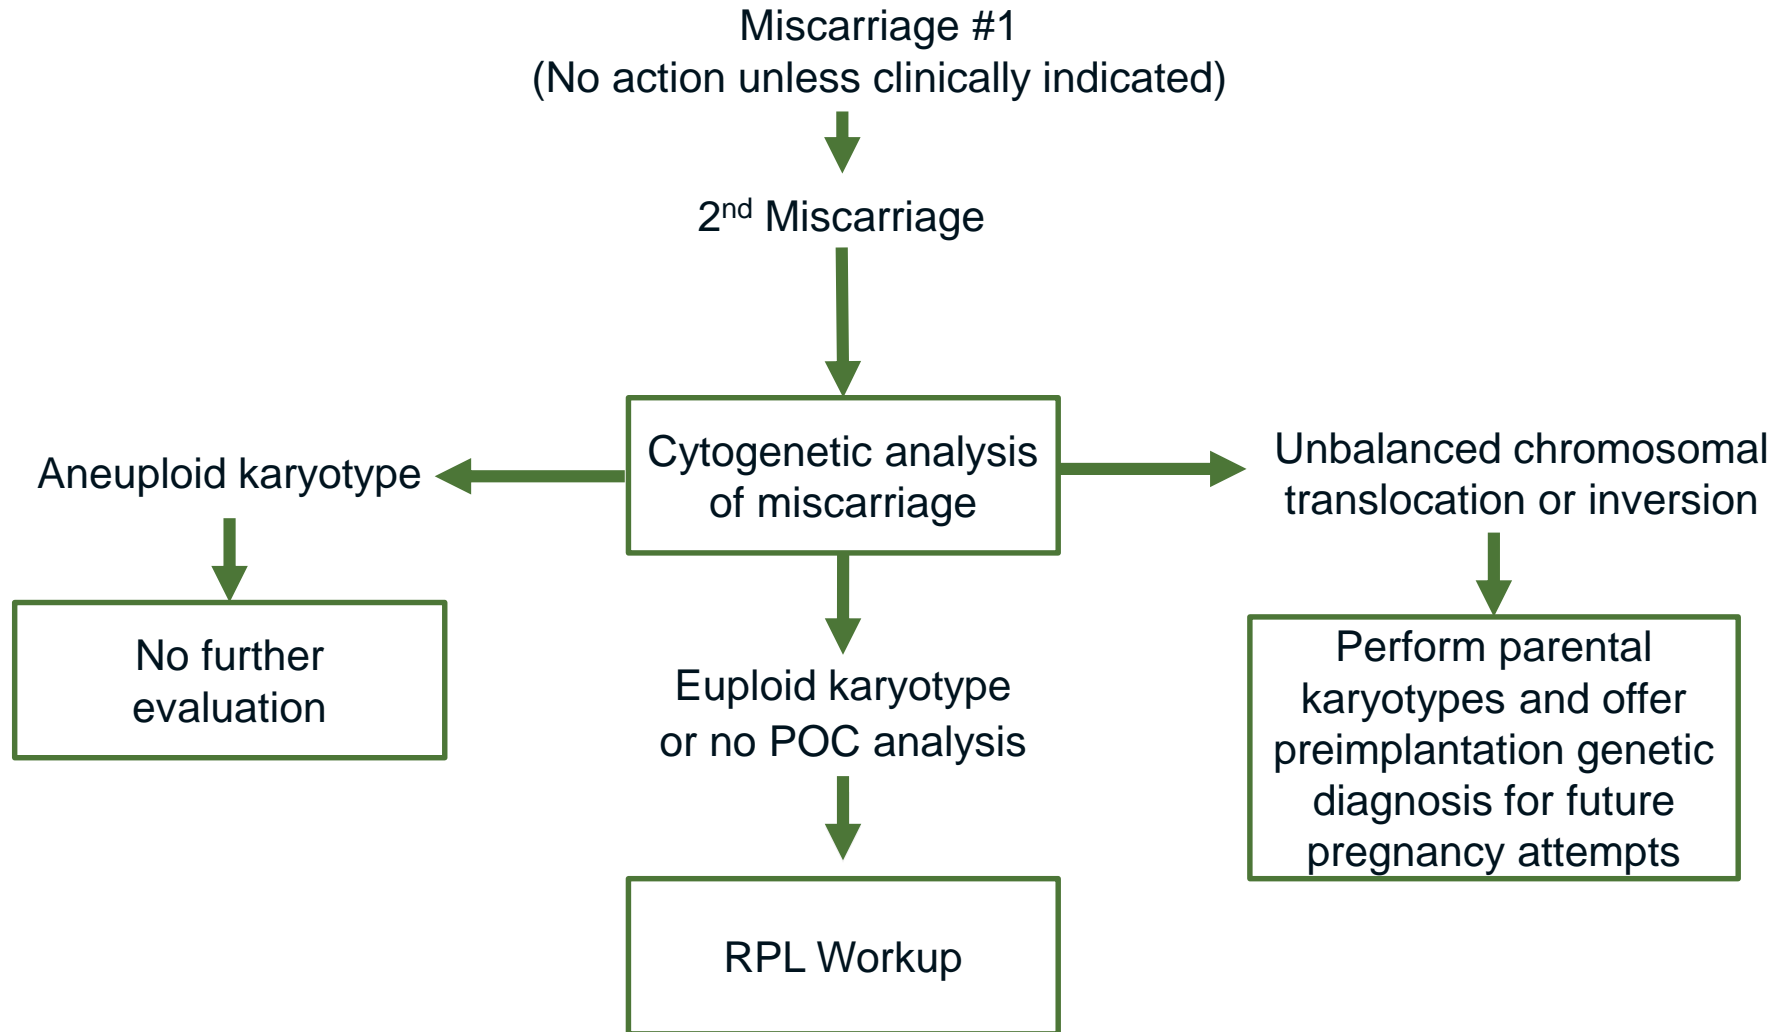 Miscarriage #1
(No action unless clinically indicated)
2nd Miscarriage
Cytogenetic analysis
of miscarriage
Aneuploid karyotype
No further
evaluation
Euploid karyotype
or no POC analysis
RPL Workup
Unbalanced chromosomal
translocation or inversion
Perform parental
karyotypes and offer
preimplantation genetic
diagnosis for future
pregnancy attempts